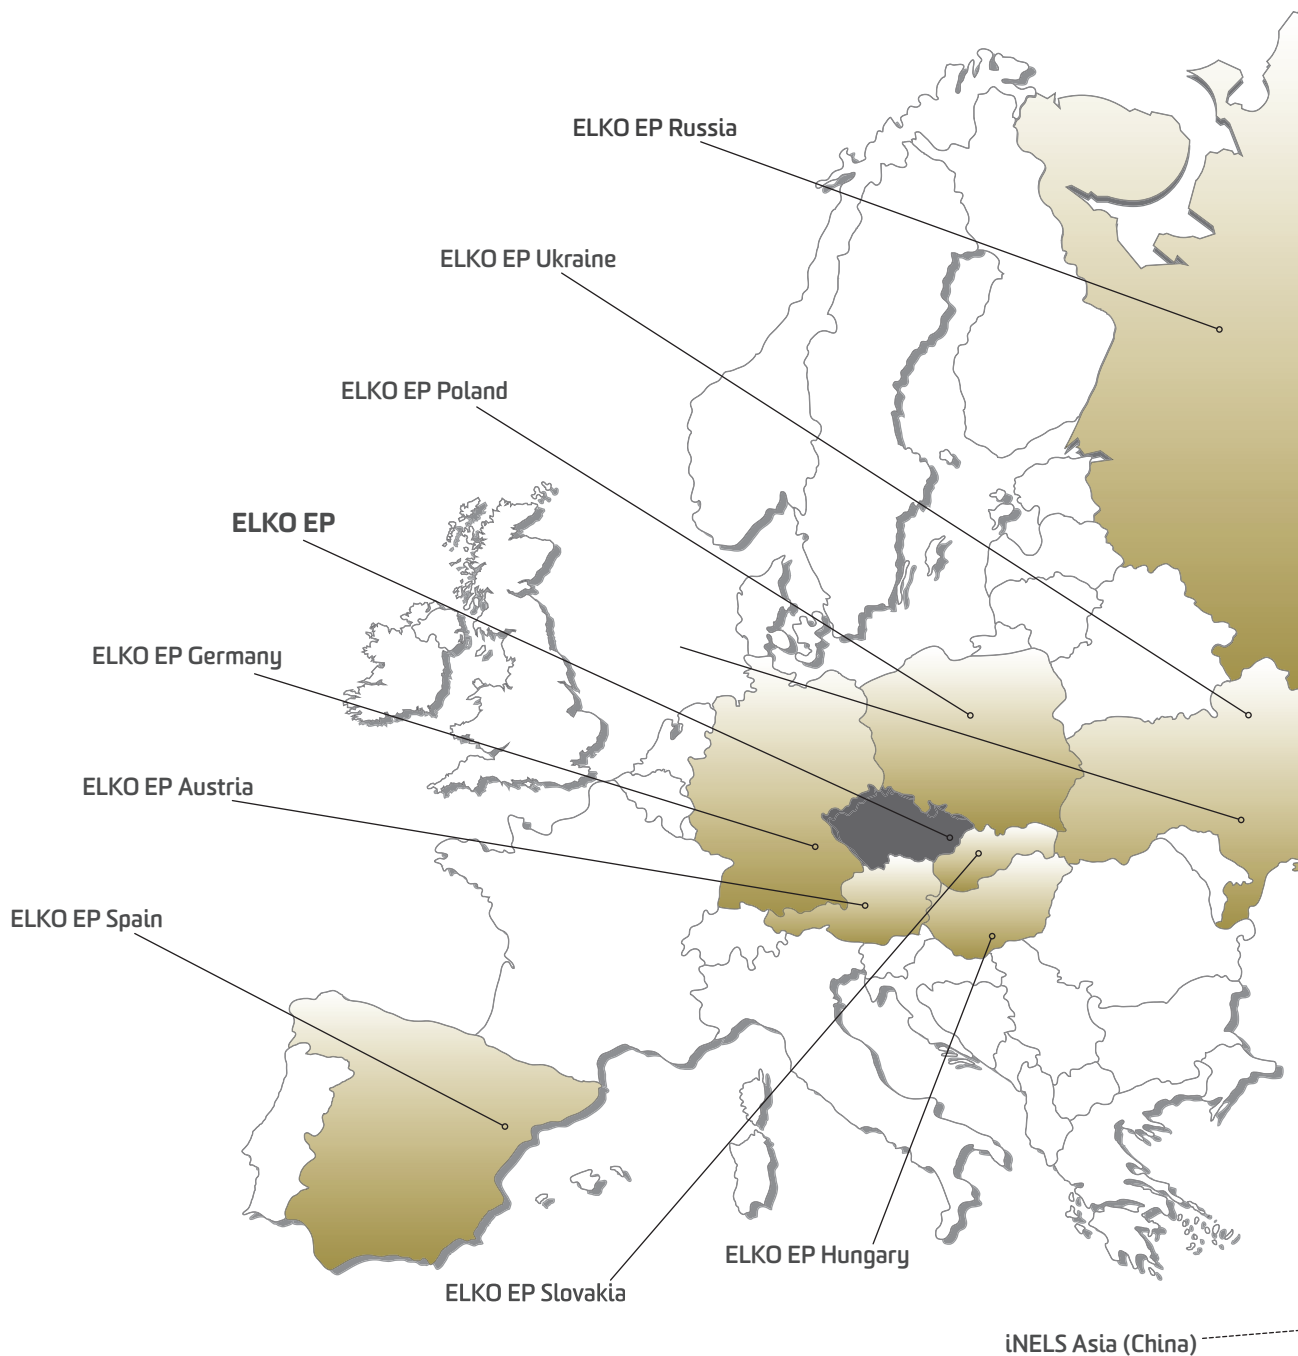 ELKO EP Russia
ELKO EP Ukraine
ELKO EP Poland
ELKO EP
ELKO EP Germany
ELKO EP Austria
ELKO EP Spain
ELKO EP Hungary
ELKO EP Slovakia
iNELS Asia (China)